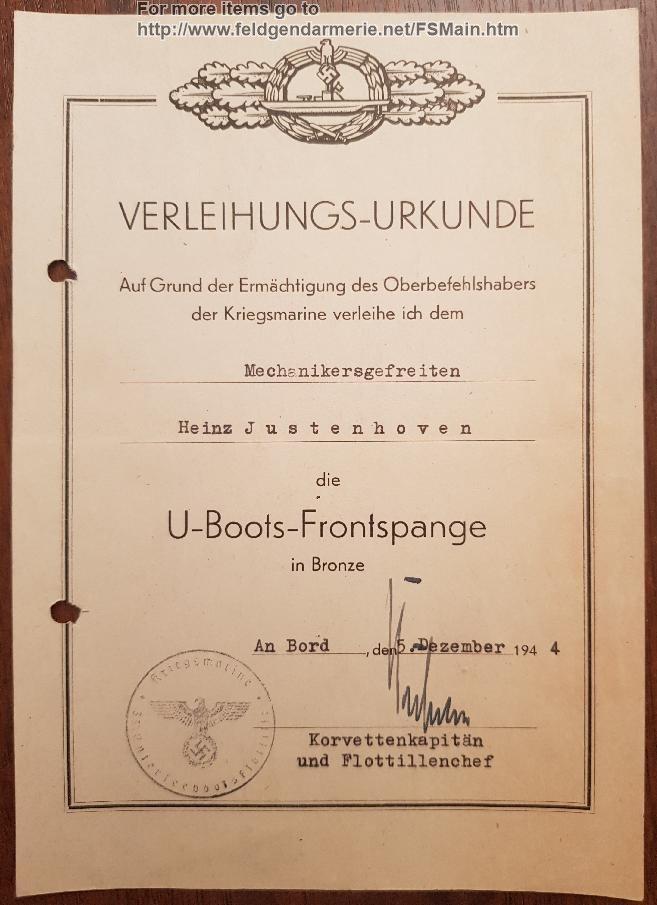 For more items go to
http://www.feldgendarmerie.net/FSMain.htm
VERLEIHUNGS-URKUNDE
Auf Grund der Ermächtigung des Oberbefehlshabers
der Kriegsmarine verleihe ich dem
Mechanikersgefreiten
Heinz Justenhoven
die
U-Boots-Frontspange
in Bronze
An Bord, den 5. Dezember 1944
Kriegsmarine
Korvettenkapitän
und Flottillenchef